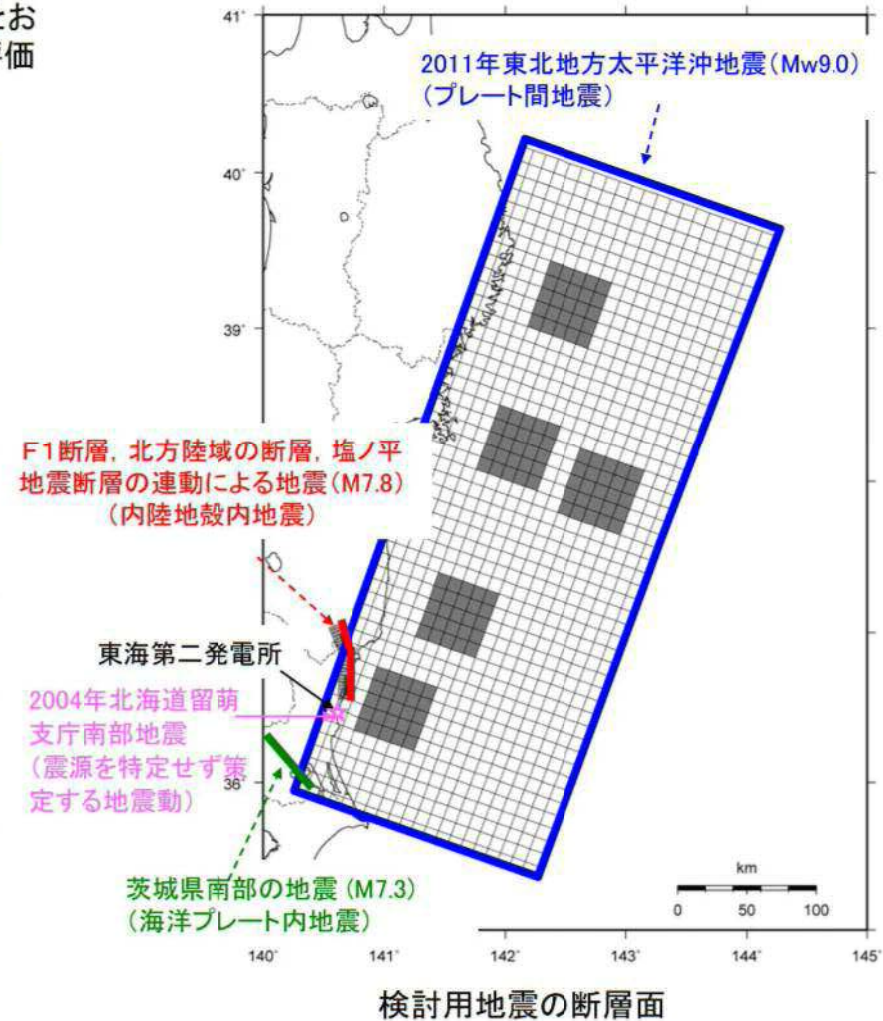 お
価
41°
2011年東北地方太平洋沖地震(Mw9.0)
(プレート間地震)
40°
39°
F1断層, 北方陸域の断層, 塩ノ平
地震断層の連動による地震(M7.8)
(内陸地殻内地震)
東海第二発電所
2004年北海道留萌
支庁南部地震
(震源を特定せず策
定する地震動)
36°
茨城県南部の地震 (M7.3)
(海洋プレート内地震)
km
0 50 100
140° 141° 142° 143° 144° 145°
検討用地震の断層面